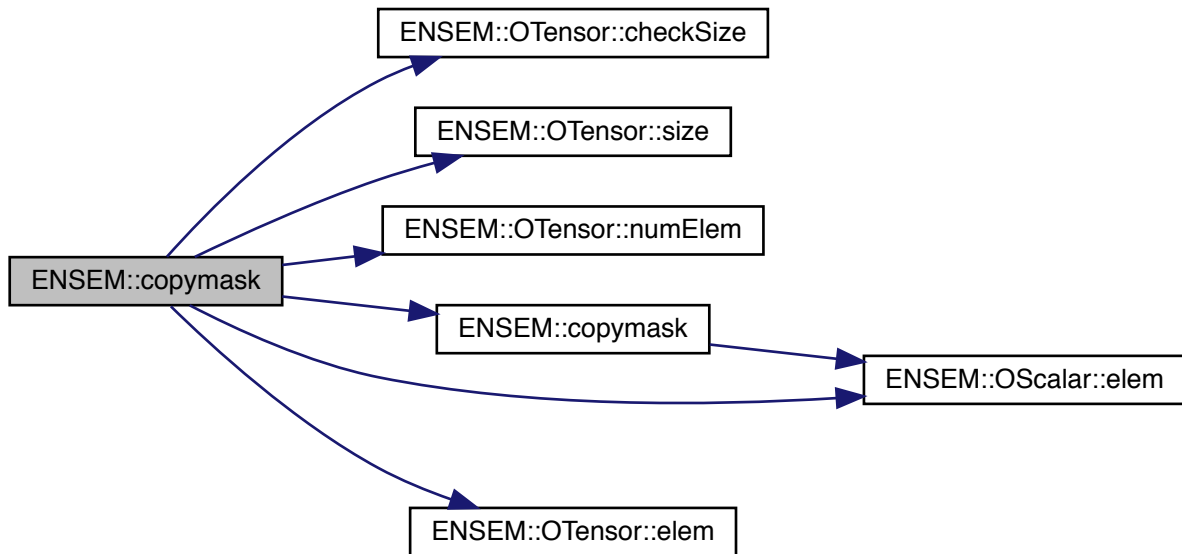 ENSEM::OTensor::checkSize
ENSEM::OTensor::size
ENSEM::OTensor::numElem
ENSEM::copymask
ENSEM::copymask
ENSEM::OScalar::elem
ENSEM::OTensor::elem